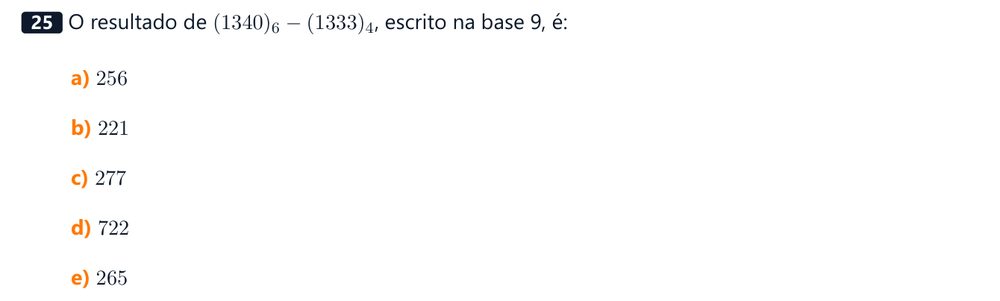 25 O resultado de (1340)₆ − (1333)₄, escrito na base 9, é:
a) 256
b) 221
c) 277
d) 722
e) 265